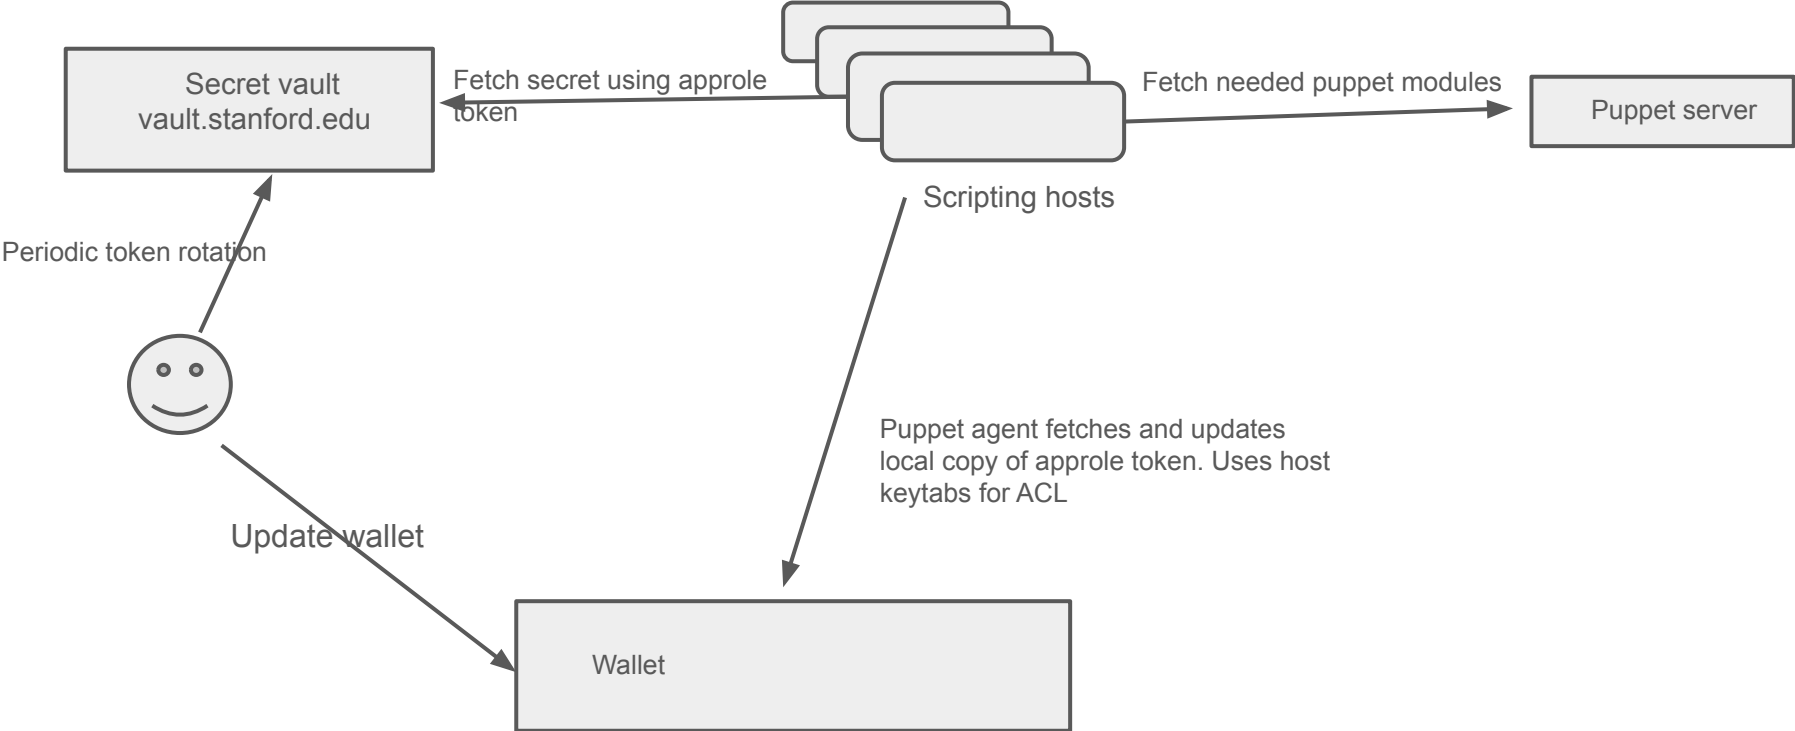 Secret vault
vault.stanford.edu
Fetch secret using approle
token
Fetch needed puppet modules
Puppet server
Scripting hosts
Periodic token rotation
Puppet agent fetches and updates
local copy of approle token. Uses host
keytabs for ACL
Update wallet
Wallet